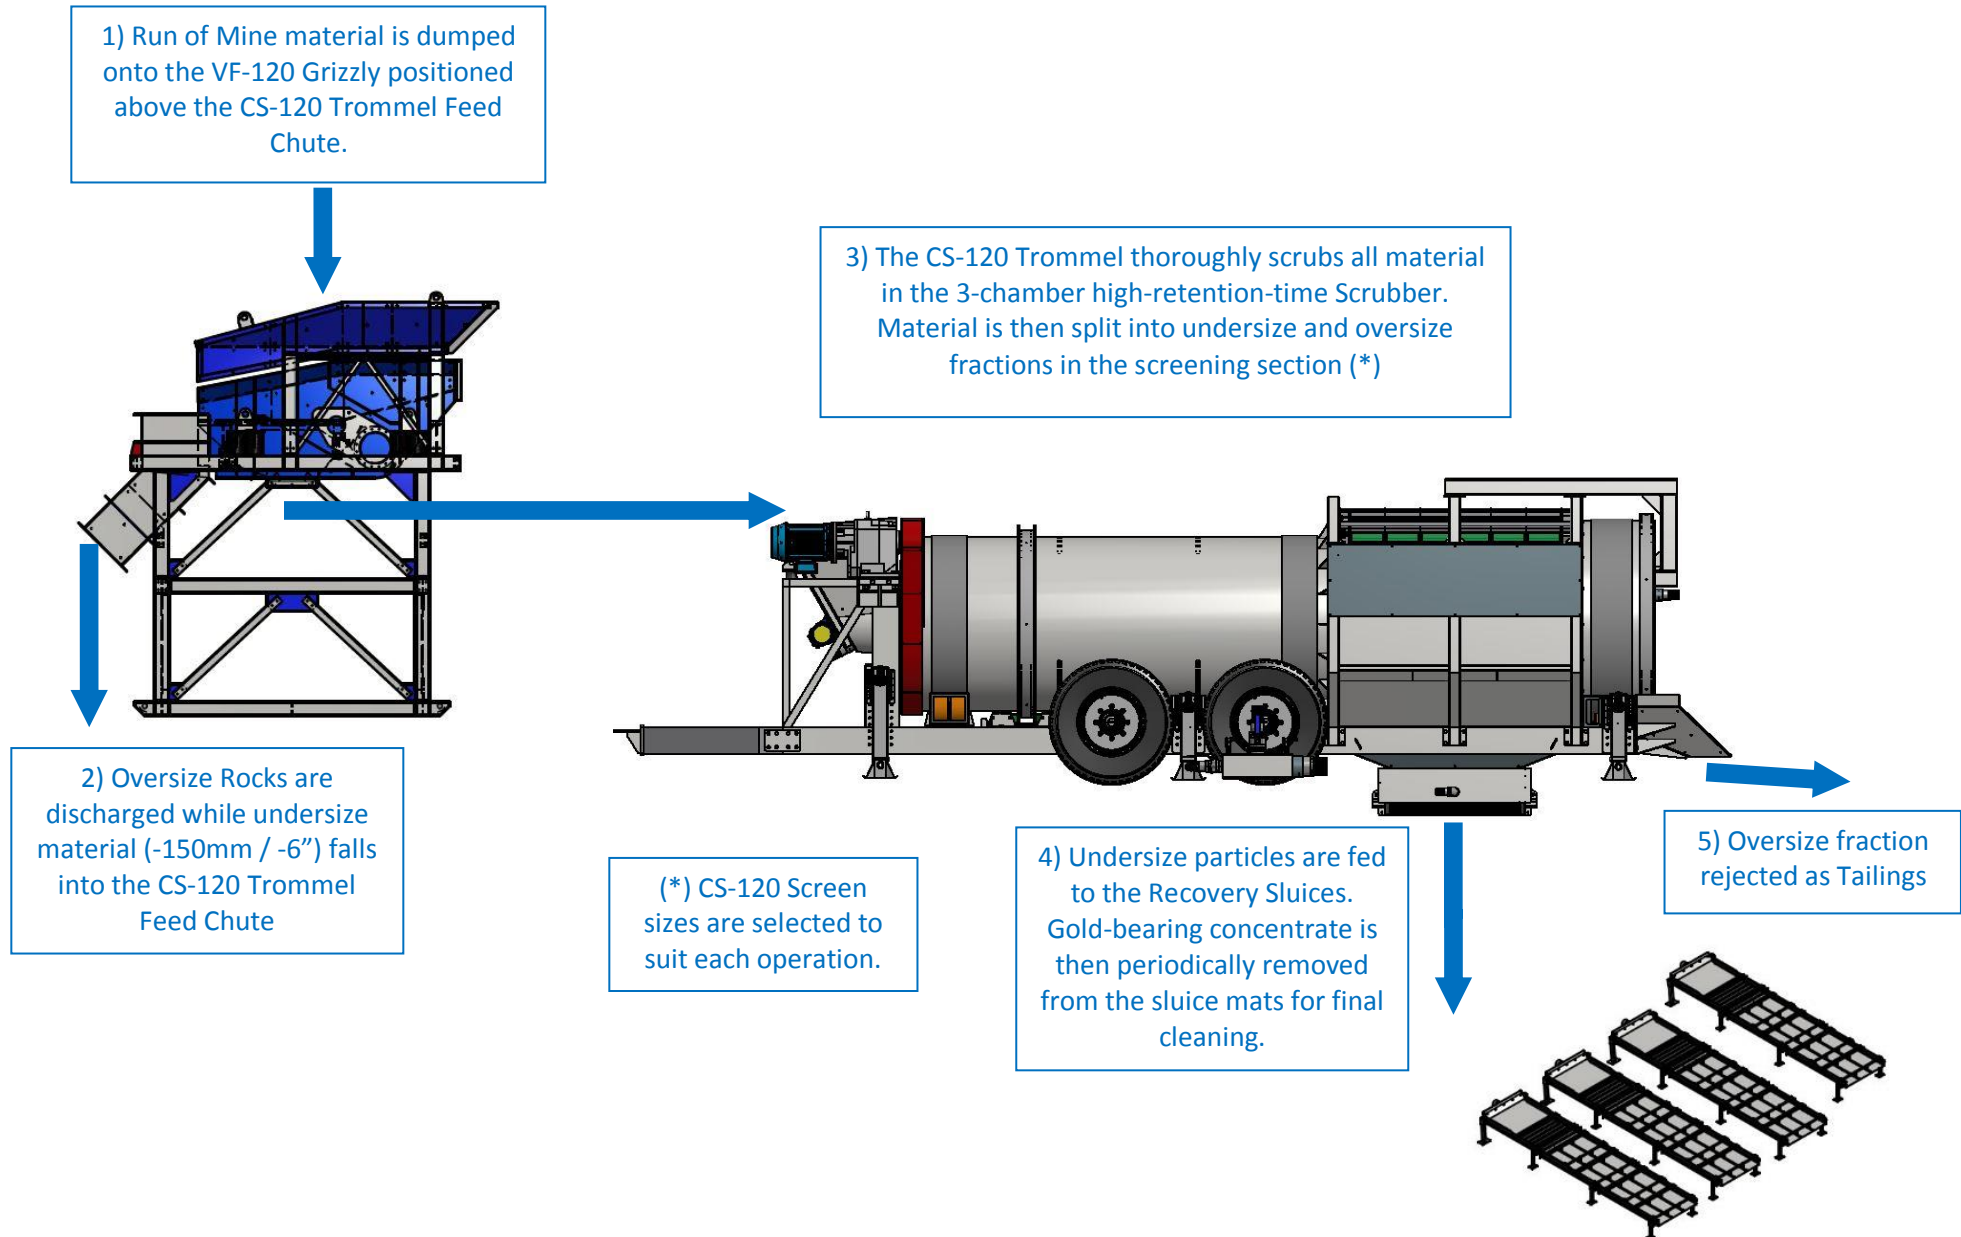 1) Run of Mine material is dumped
onto the VF-120 Grizzly positioned
above the CS-120 Trommel Feed
Chute.
2) Oversize Rocks are
discharged while undersize
material (-150mm / -6”) falls
into the CS-120 Trommel
Feed Chute
3) The CS-120 Trommel thoroughly scrubs all material
in the 3-chamber high-retention-time Scrubber.
Material is then split into undersize and oversize
fractions in the screening section (*)
(*) CS-120 Screen
sizes are selected to
suit each operation.
4) Undersize particles are fed
to the Recovery Sluices.
Gold-bearing concentrate is
then periodically removed
from the sluice mats for final
cleaning.
5) Oversize fraction
rejected as Tailings